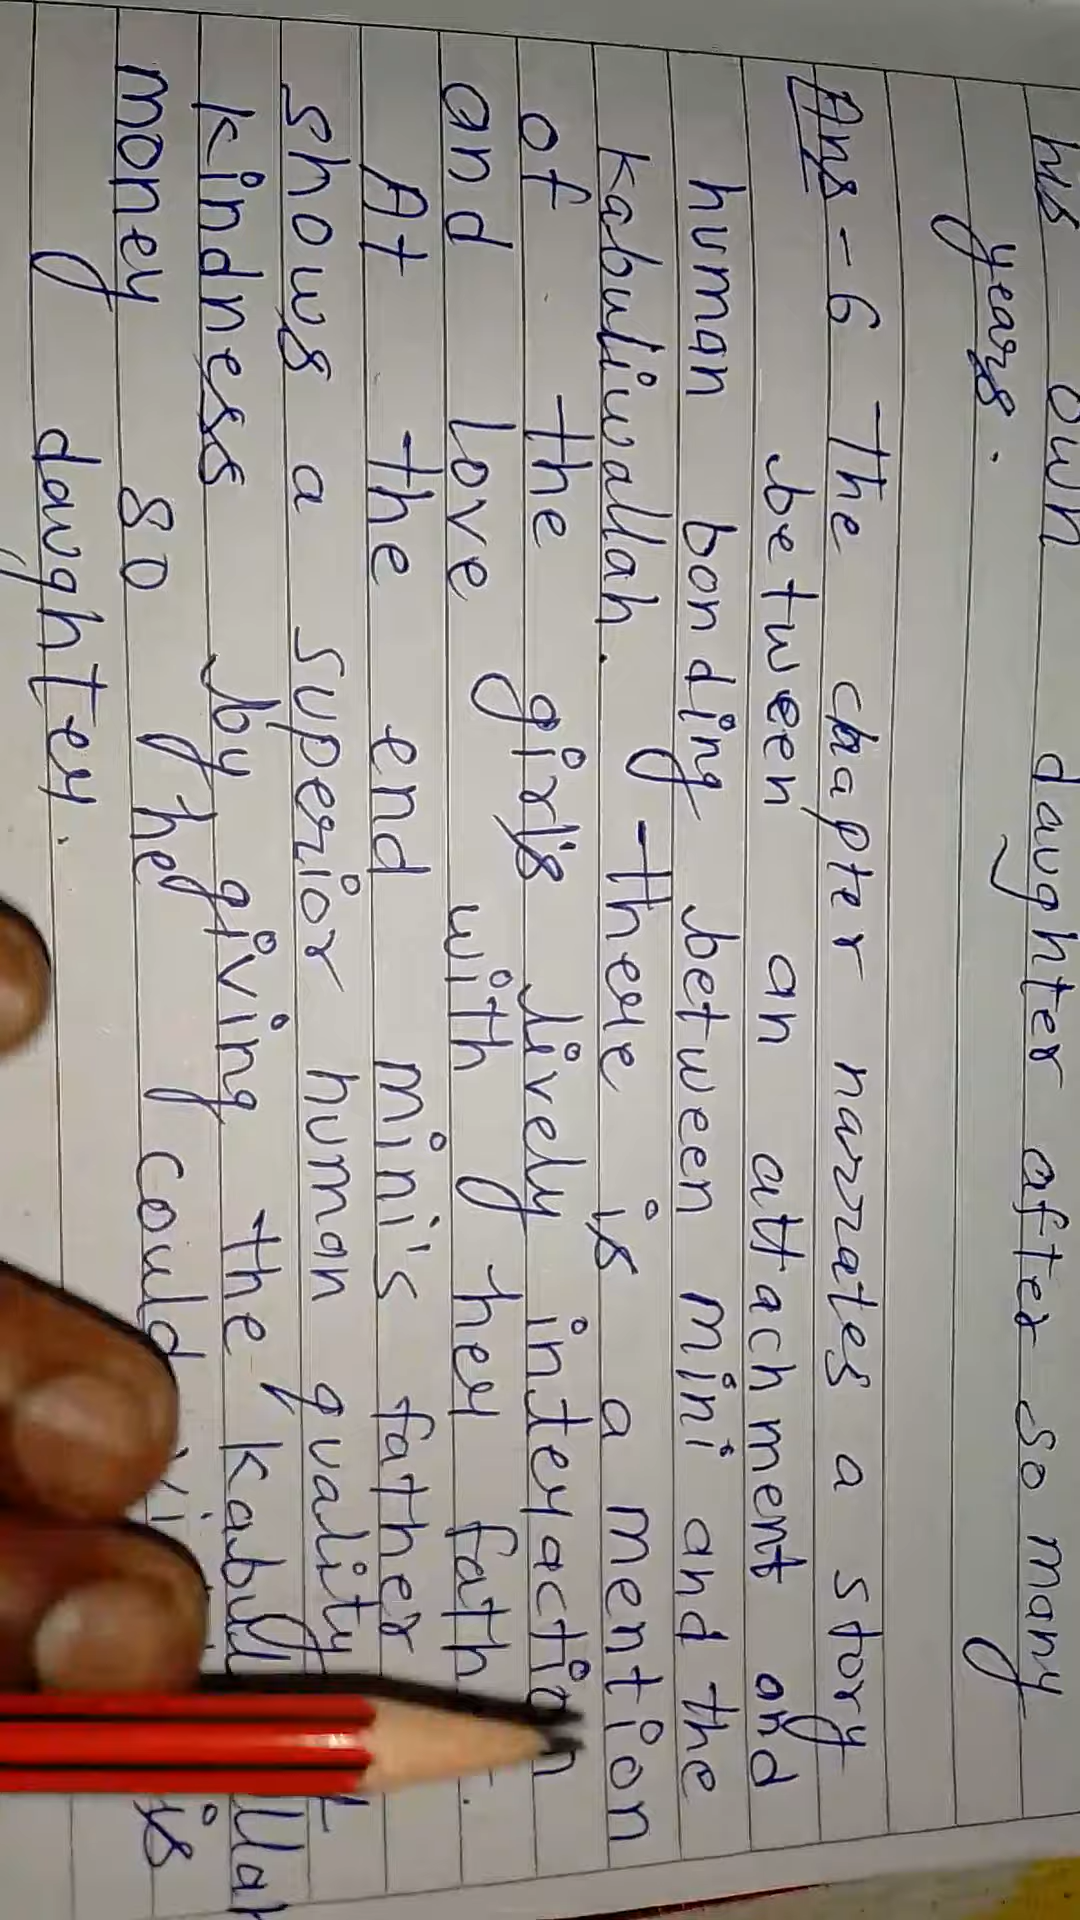 his own daughter after so many
years.
Ans-6 The chapter narrates a story
between an attachment and
human bonding between mini and the
kabuliwallah. There is a mention
of the girl's lively interaction
and love with her
At the end mini's father
shows a superior human quality
kindness by giving the
money so he could
daughter.